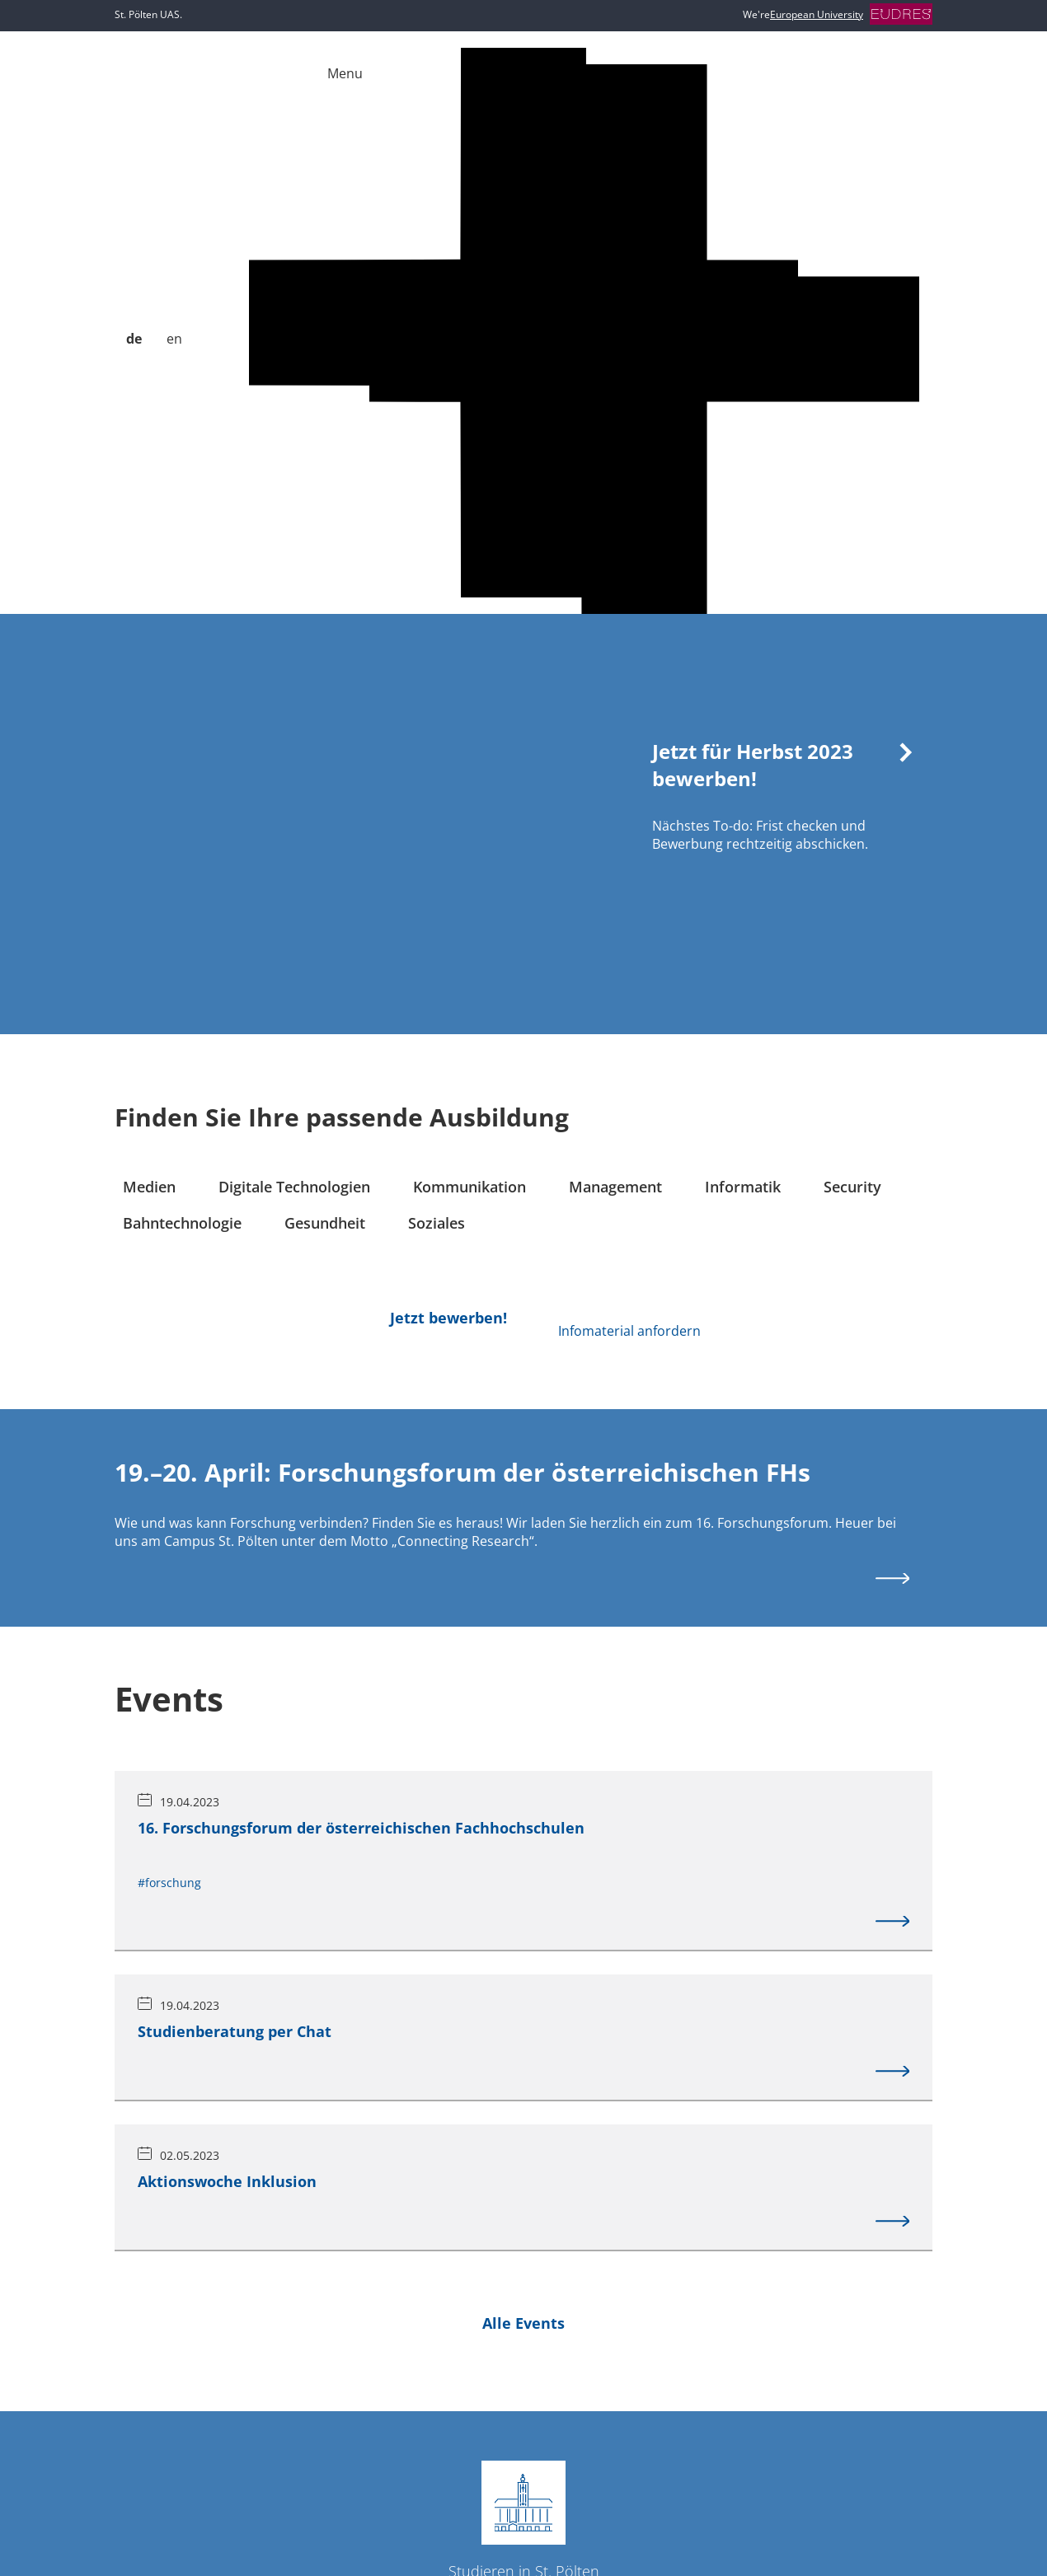 St. Pölten UAS.
We're European University EUDRES
Menu
de en
Jetzt für Herbst 2023
bewerben!
Nächstes To-do: Frist checken und
Bewerbung rechtzeitig abschicken.
Finden Sie Ihre passende Ausbildung
Medien Digitale Technologien Kommunikation Management Informatik Security
Bahntechnologie Gesundheit Soziales
Jetzt bewerben!
Infomaterial anfordern
19.–20. April: Forschungsforum der österreichischen FHs
Wie und was kann Forschung verbinden? Finden Sie es heraus! Wir laden Sie herzlich ein zum 16. Forschungsforum. Heuer bei
uns am Campus St. Pölten unter dem Motto „Connecting Research“.
Events
19.04.2023
16. Forschungsforum der österreichischen Fachhochschulen
#forschung
19.04.2023
Studienberatung per Chat
02.05.2023
Aktionswoche Inklusion
Alle Events
Studieren in St. Pölten